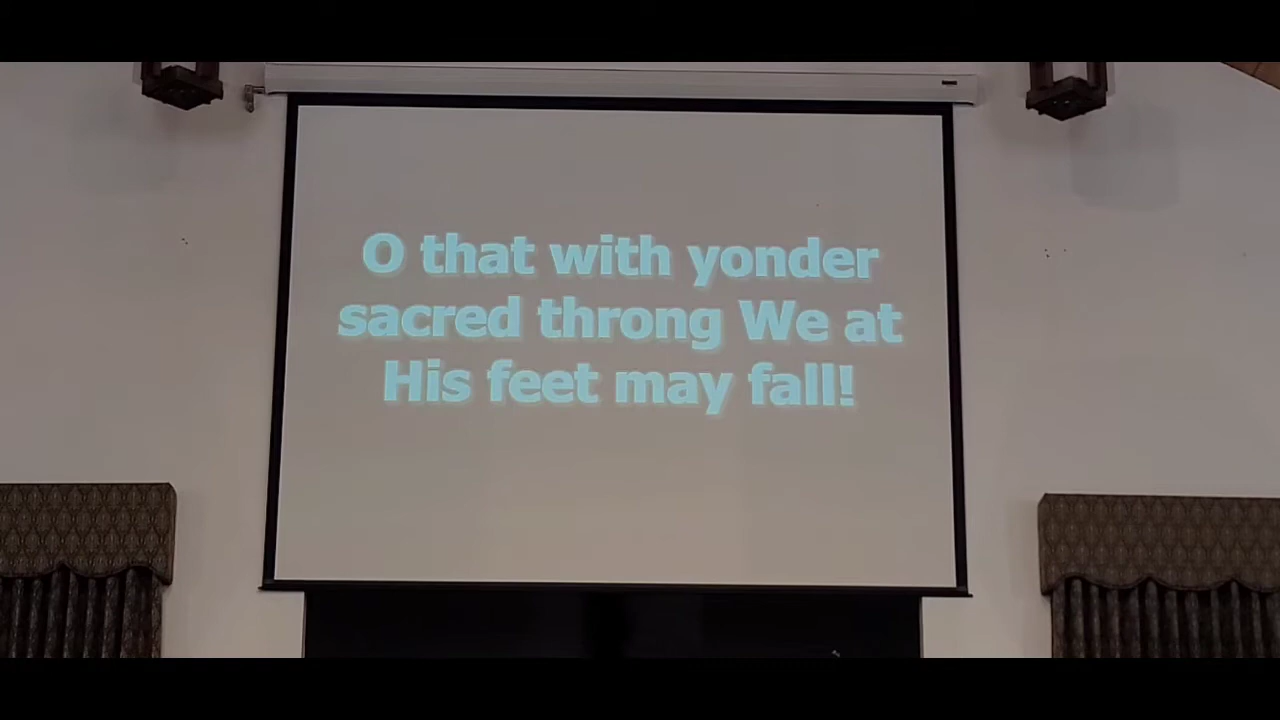 O that with yonder
sacred throng We at
His feet may fall!